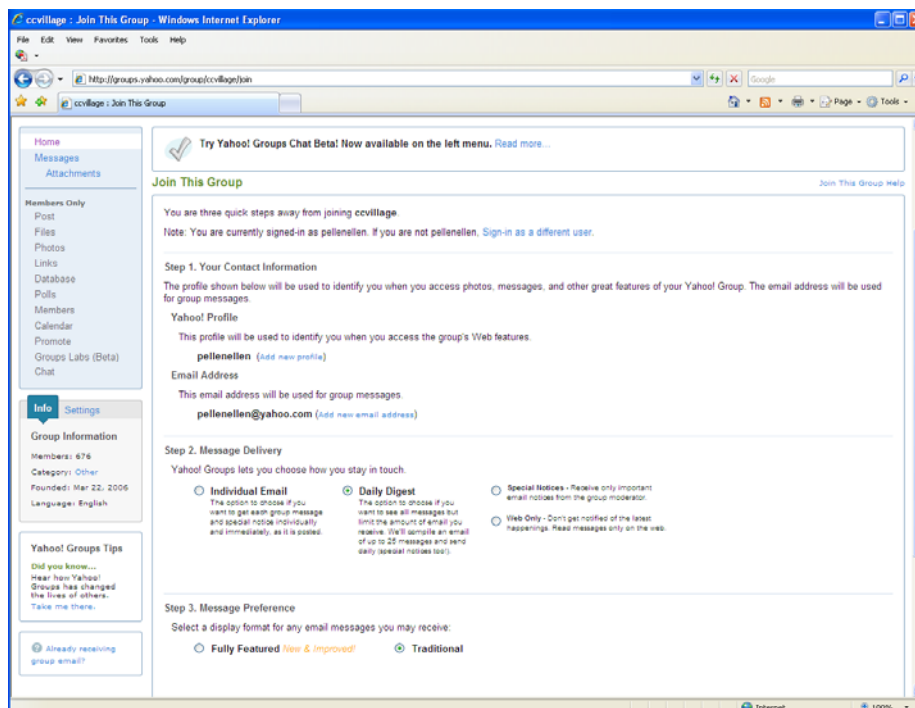 ccvillage : Join This Group - Windows Internet Explorer
File Edit View Favorites Tools Help
http://groups.yahoo.com/group/ccvillage/join
Google
ccvillage : Join This Group
Page Tools
Home
Messages
Attachments
Members Only
Post
Files
Photos
Links
Database
Polls
Members
Calendar
Promote
Groups Labs (Beta)
Chat
Info Settings
Group Information
Members: 676
Category: Other
Founded: Mar 22, 2006
Language: English
Yahoo! Groups Tips
Did you know...
Hear how Yahoo!
Groups has changed
the lives of others.
Take me there.
Already receiving
group email?
Try Yahoo! Groups Chat Beta! Now available on the left menu. Read more...
Join This Group
Join This Group Help
You are three quick steps away from joining ccvillage.
Note: You are currently signed-in as pellenellen. If you are not pellenellen, Sign-in as a different user.
Step 1. Your Contact Information
The profile shown below will be used to identify you when you access photos, messages, and other great features of your Yahoo! Group. The email address will be used
for group messages.
Yahoo! Profile
This profile will be used to identify you when you access the group's Web features.
pellenellen (Add new profile)
Email Address
This email address will be used for group messages.
pellenellen@yahoo.com (Add new email address)
Step 2. Message Delivery
Yahoo! Groups lets you choose how you stay in touch.
Individual Email
The option to choose if you
want to get each group message
and special notice individually
and immediately, as it is posted.
Daily Digest
The option to choose if you
want to see all messages but
limit the amount of email you
receive. We'll compile an email
of up to 25 messages and send
daily (special notices too!).
Special Notices - Receive only important
email notices from the group moderator.
Web Only - Don't get notified of the latest
happenings. Read messages only on the web.
Step 3. Message Preference
Select a display format for any email messages you may receive:
Fully Featured New & Improved!
Traditional
Internet
100%